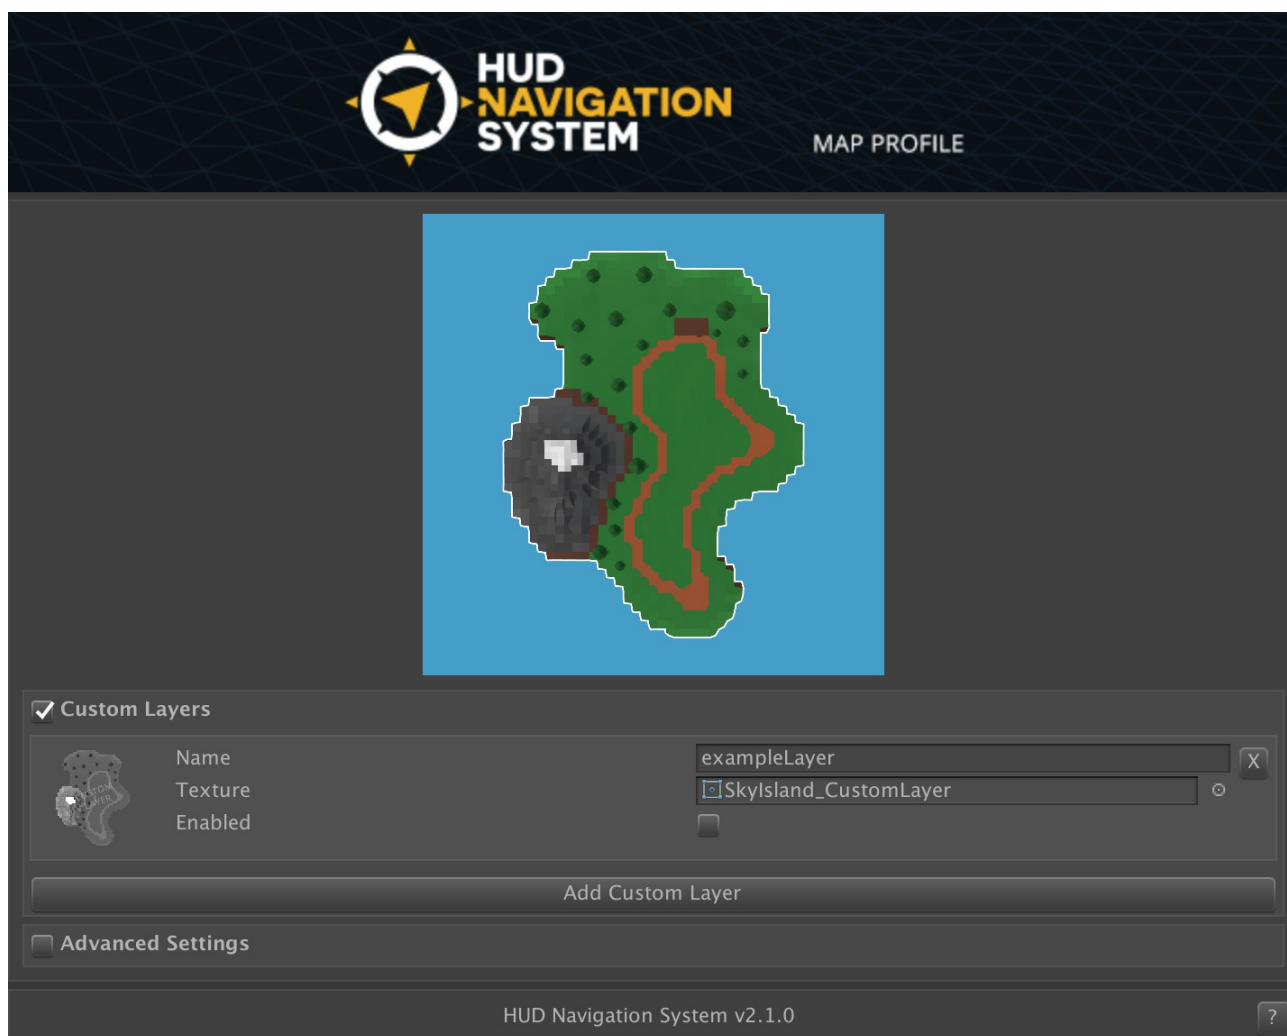 HUD
NAVIGATION
SYSTEM
MAP PROFILE
Custom Layers
Name
exampleLayer
X
Texture
SkyIsland_CustomLayer
Enabled
Add Custom Layer
Advanced Settings
HUD Navigation System v2.1.0
?